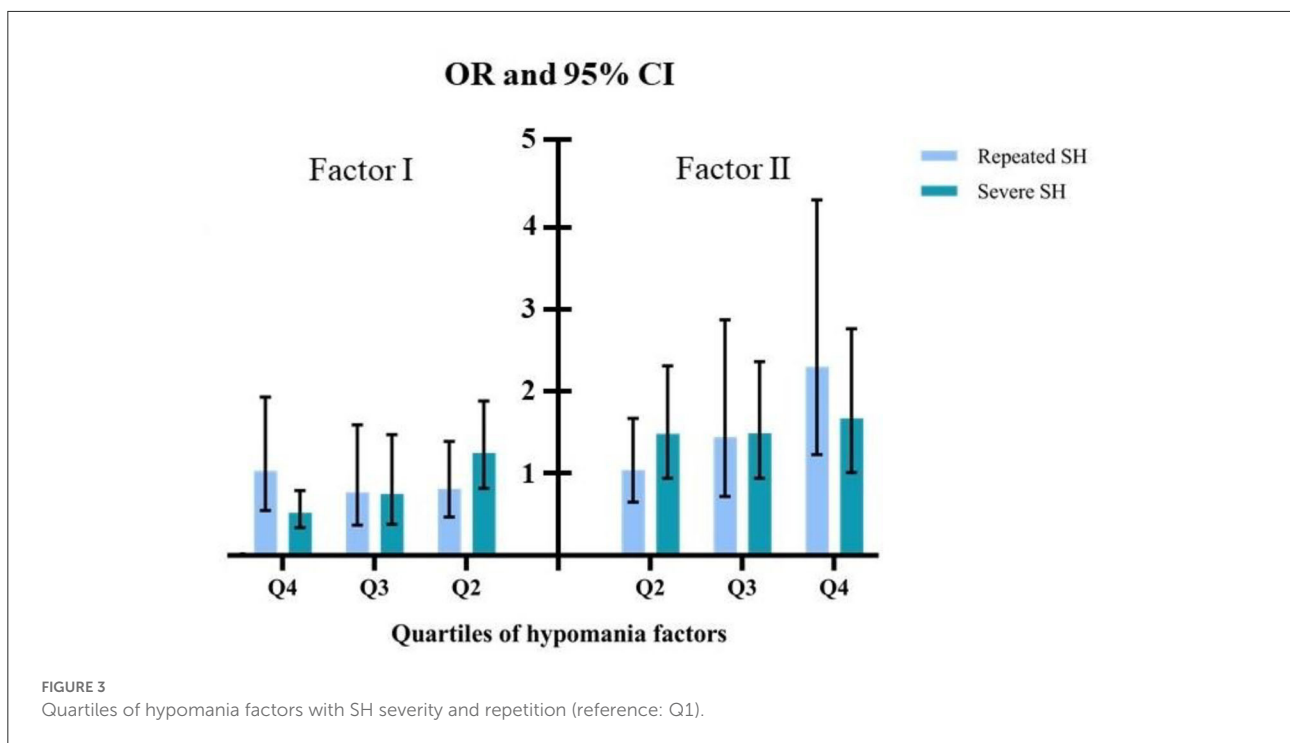 OR and 95% CI
Factor I
Factor II
Repeated SH
Severe SH
5
4
3
2
1
Q4 Q3 Q2 Q2 Q3 Q4
Quartiles of hypomania factors
FIGURE 3
Quartiles of hypomania factors with SH severity and repetition (reference: Q1).